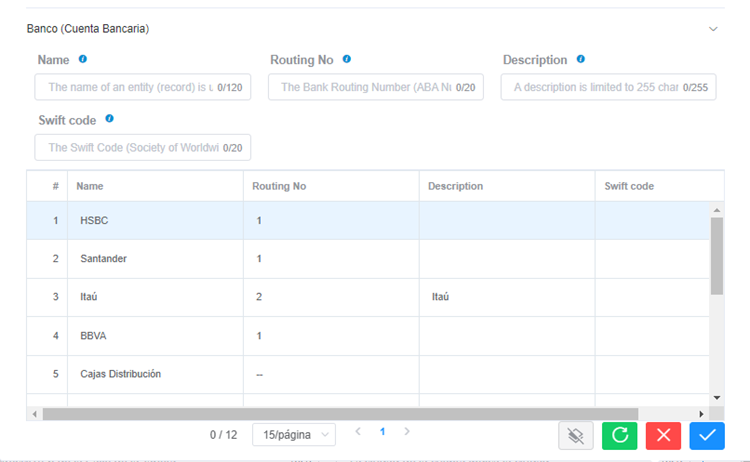 Banco (Cuenta Bancaria)
Name Routing No Description
The name of an entity (record) is u 0/120 The Bank Routing Number (ABA Nu 0/20 A description is limited to 255 char 0/255
Swift code
The Swift Code (Society of Worldwi 0/20
# Name Routing No Description Swift code
1 HSBC 1
2 Santander 1
3 Itaú 2 Itaú
4 BBVA 1
5 Cajas Distribución --
0 / 12 15/página 1